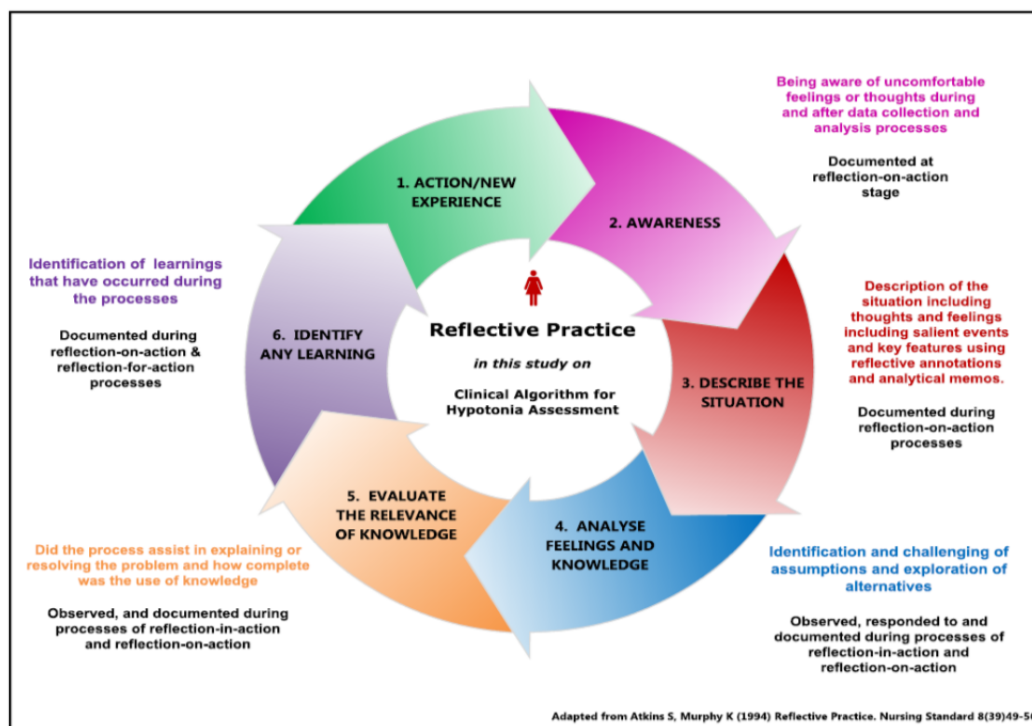 1. ACTION/NEW
EXPERIENCE
2. AWARENESS
Being aware of uncomfortable
feelings or thoughts during
and after data collection and
analysis processes
Documented at
reflection-on-action
stage
3. DESCRIBE THE
SITUATION
Description of the
situation including
thoughts and feelings
including salient events
and key features using
reflective annotations
and analytical memos.
Documented during
reflection-on-action
processes
4. ANALYSE
FEELINGS AND
KNOWLEDGE
Identification and challenging of
assumptions and exploration of
alternatives
Observed, responded to and
documented during processes of
reflection-in-action and
reflection-on-action
5. EVALUATE
THE RELEVANCE
OF KNOWLEDGE
Did the process assist in explaining or
resolving the problem and how complete
was the use of knowledge
Observed, and documented during
processes of reflection-in-action
and reflection-on-action
6. IDENTIFY
ANY LEARNING
Identification of learnings
that have occurred during
the processes
Documented during
reflection-on-action &
reflection-for-action
processes
Reflective Practice
in this study on
Clinical Algorithm for
Hypotonia Assessment
Adapted from Atkins S, Murphy K (1994) Reflective Practice. Nursing Standard 8(39)49-